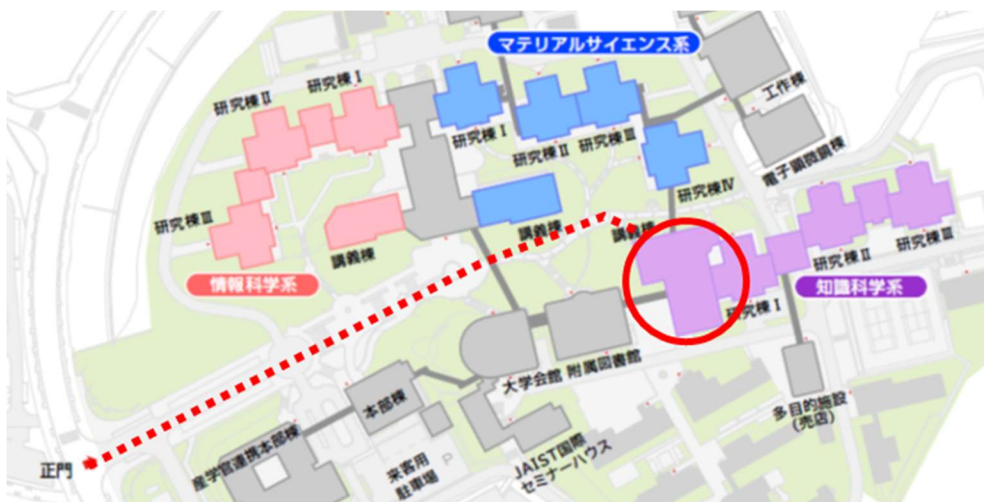 マテリアルサイエンス系
研究棟Ⅰ
研究棟Ⅱ
工作棟
研究棟Ⅰ
研究棟Ⅱ
研究棟Ⅲ
電子顕微鏡棟
研究棟Ⅳ
研究棟Ⅲ
講義棟
講義棟
講義棟
研究棟Ⅱ
研究棟Ⅲ
情報科学系
知識科学系
研究棟Ⅰ
大学会館
附属図書館
本部棟
多目的施設
(売店)
産学官連携本部棟
来客用
駐車場
P
JAIST国際
セミナーハウス
正門